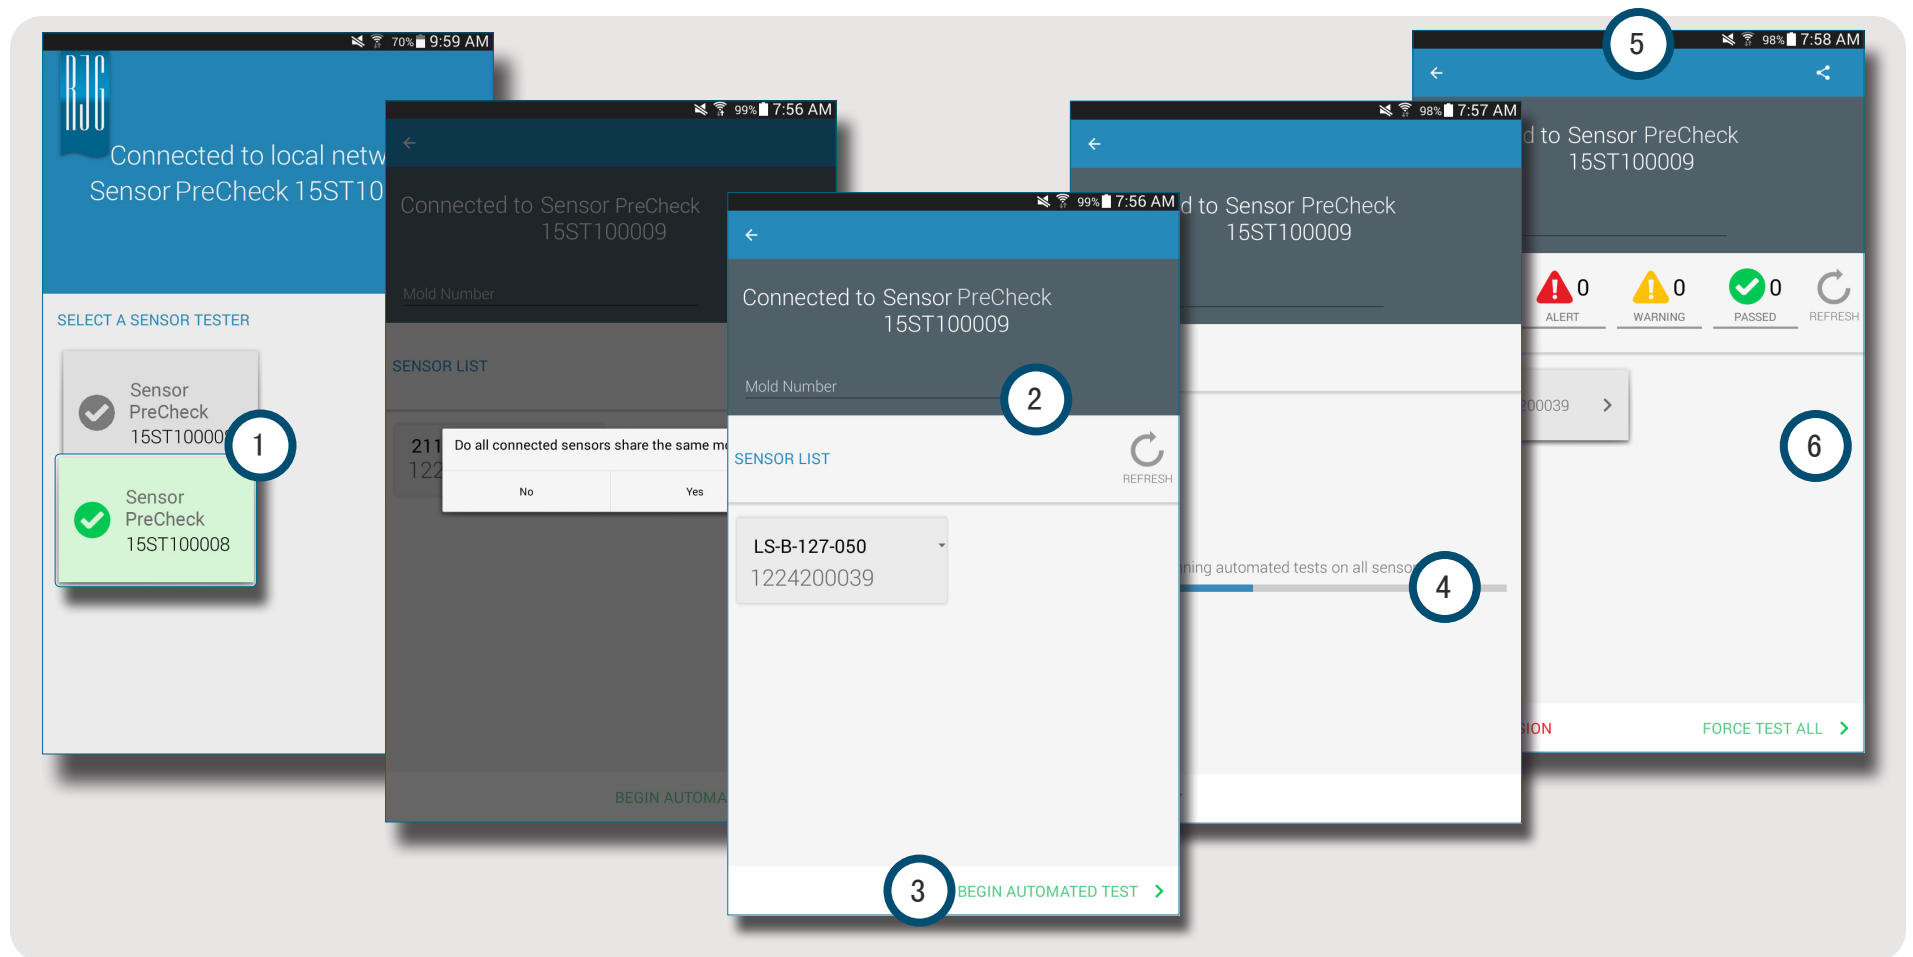 70% 9:59 AM
RJG
Connected to local netw
Sensor PreCheck 15ST10
SELECT A SENSOR TESTER
Sensor
PreCheck
15ST10000
1
Sensor
PreCheck
15ST100008
99% 7:56 AM
Connected to Sensor PreCheck
15ST100009
Mold Number
SENSOR LIST
211
122
Do all connected sensors share the same mo
No
Yes
BEGIN AUTOMA
99% 7:56 AM
Connected to Sensor PreCheck
15ST100009
Mold Number
2
SENSOR LIST
REFRESH
LS-B-127-050
1224200039
3
BEGIN AUTOMATED TEST
98% 7:57 AM
d to Sensor PreCheck
15ST100009
ning automated tests on all senso
4
5
98% 7:58 AM
d to Sensor PreCheck
15ST100009
0
ALERT
0
WARNING
0
PASSED
REFRESH
200039
6
SION
FORCE TEST ALL